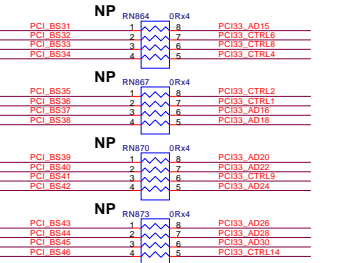 NP RN864 0Rx4
PCI_BS31 1 8 PCI33_AD15
PCI_BS32 2 7 PCI33_CTRL6
PCI_BS33 3 6 PCI33_CTRL8
PCI_BS34 4 5 PCI33_CTRL4
NP RN867 0Rx4
PCI_BS35 1 8 PCI33_CTRL2
PCI_BS36 2 7 PCI33_CTRL1
PCI_BS37 3 6 PCI33_AD16
PCI_BS38 4 5 PCI33_AD18
NP RN870 0Rx4
PCI_BS39 1 8 PCI33_AD20
PCI_BS40 2 7 PCI33_AD22
PCI_BS41 3 6 PCI33_CTRL9
PCI_BS42 4 5 PCI33_AD24
NP RN873 0Rx4
PCI_BS43 1 8 PCI33_AD26
PCI_BS44 2 7 PCI33_AD28
PCI_BS45 3 6 PCI33_AD30
PCI_BS46 4 5 PCI33_CTRL14